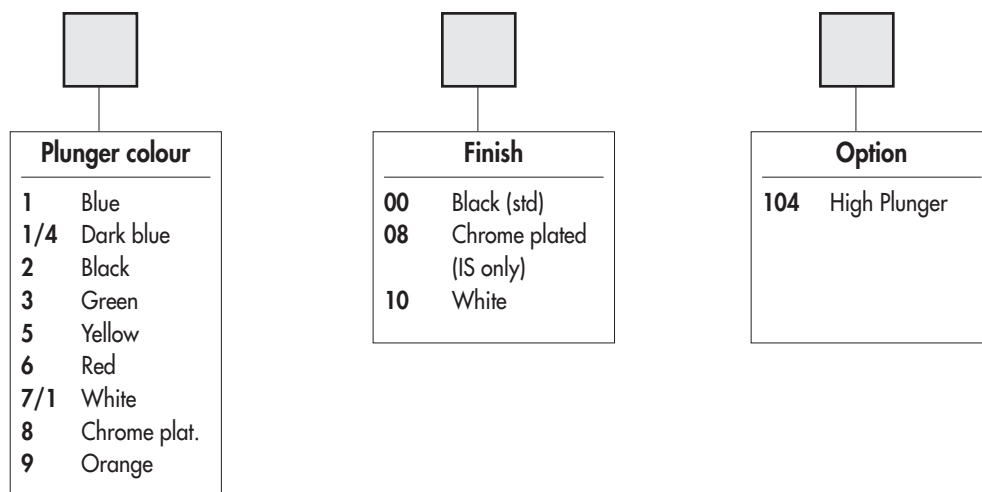 Plunger colour
1 Blue
1/4 Dark blue
2 Black
3 Green
5 Yellow
6 Red
7/1 White
8 Chrome plat.
9 Orange
Finish
00 Black (std)
08 Chrome plated
(IS only)
10 White
Option
104 High Plunger